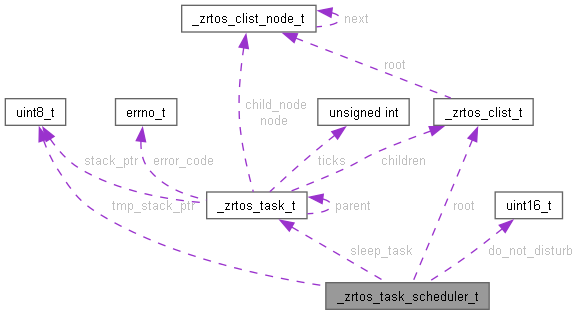 _zrtos_clist_node_t
next
root
child_node
node
uint8_t
errno_t
unsigned int
_zrtos_clist_t
stack_ptr
error_code
ticks
children
tmp_stack_ptr
_zrtos_task_t
parent
root
uint16_t
sleep_task
do_not_disturb
_zrtos_task_scheduler_t